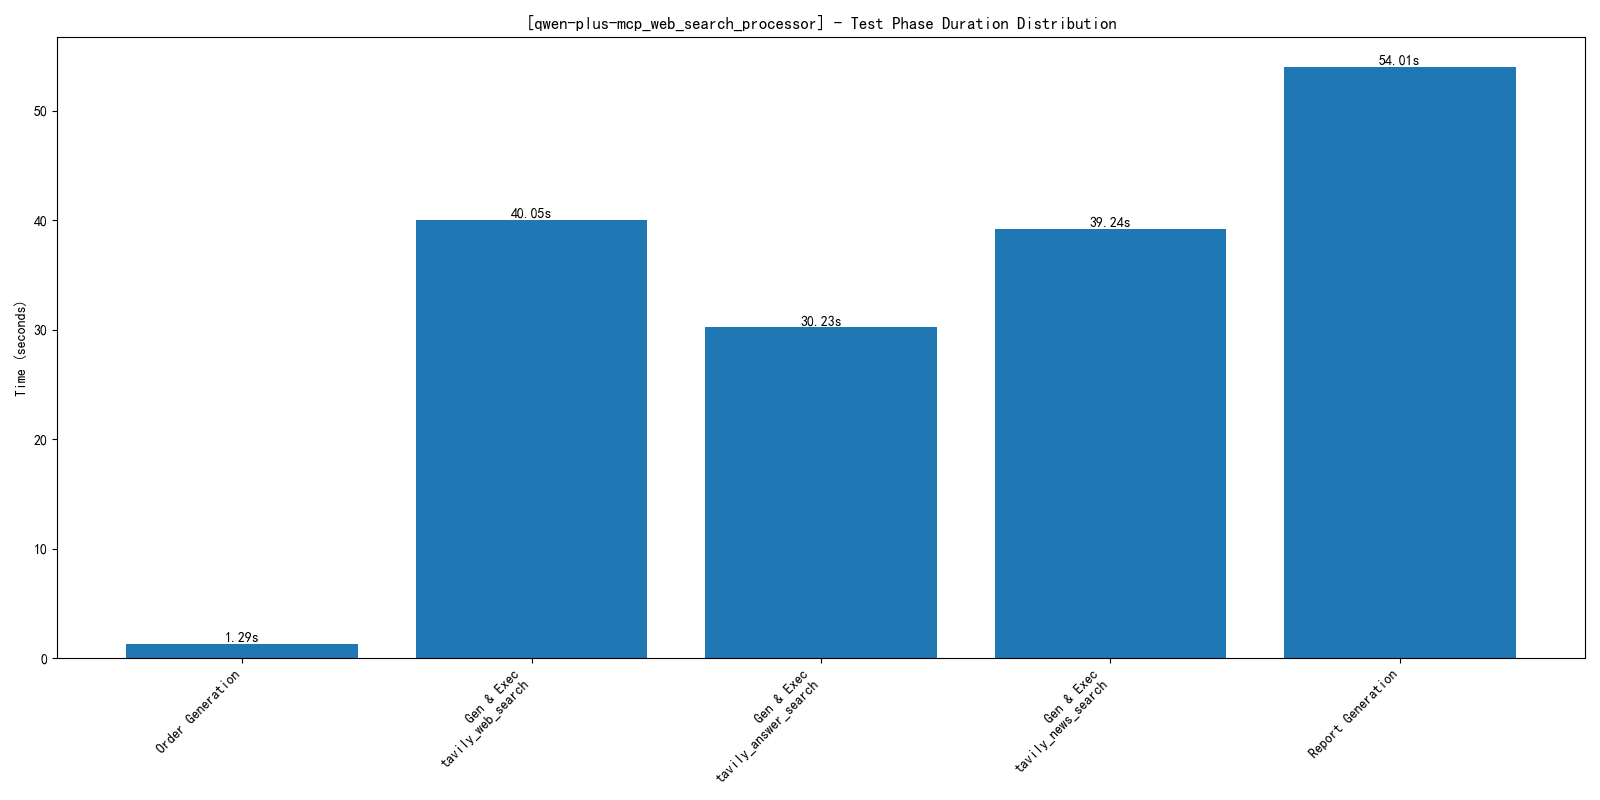 [qwen-plus-mcp_web_search_processor] - Test Phase Duration Distribution
Time (seconds)
50
40
30
20
10
0
1.29s
40.05s
30.23s
39.24s
54.01s
Order Generation
Gen & Exec
tavily_web_search
Gen & Exec
tavily_answer_search
Gen & Exec
tavily_news_search
Report Generation